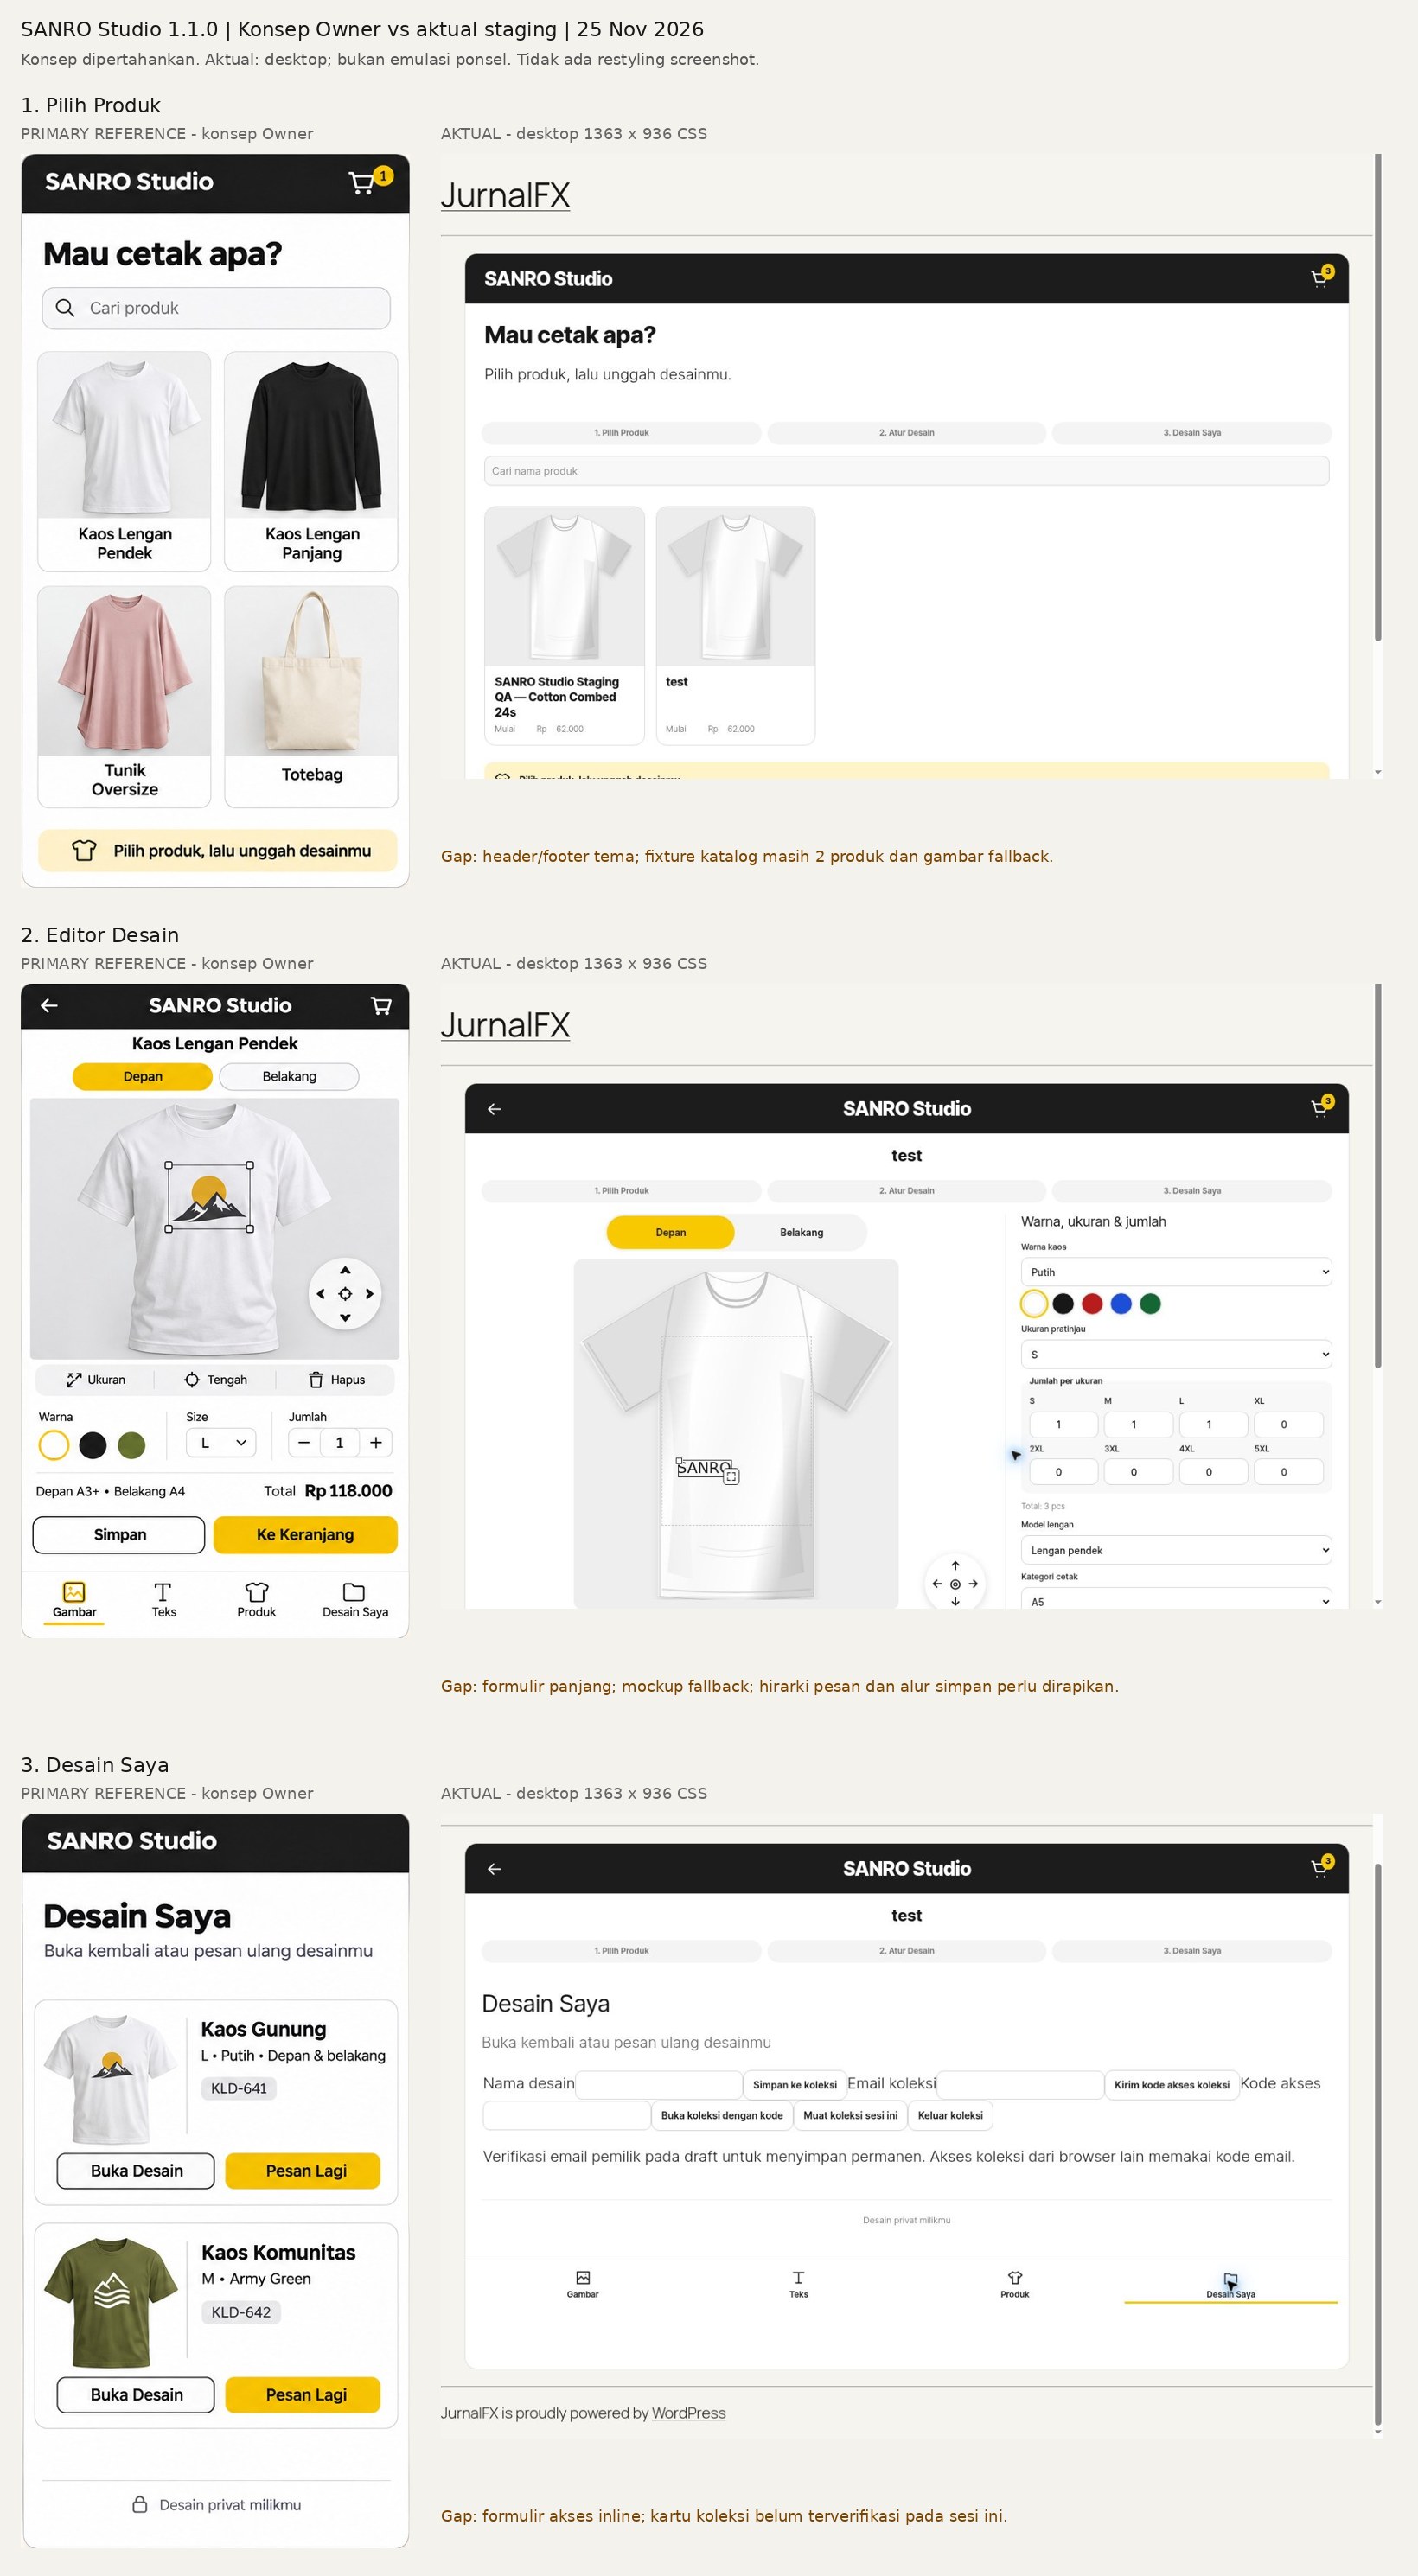 SANRO Studio 1.1.0 | Konsep Owner vs aktual staging | 25 Nov 2026
Konsep dipertahankan. Aktual: desktop; bukan emulasi ponsel. Tidak ada restyling screenshot.
1. Pilih Produk
PRIMARY REFERENCE - konsep Owner
SANRO Studio
1
Mau cetak apa?
Cari produk
Kaos Lengan
Pendek
Kaos Lengan
Panjang
Tunik
Oversize
Totebag
Pilih produk, lalu unggah desainmu
AKTUAL - desktop 1363 x 936 CSS
JurnalFX
SANRO Studio
3
Mau cetak apa?
Pilih produk, lalu unggah desainmu.
1. Pilih Produk
2. Atur Desain
3. Desain Saya
Cari nama produk
SANRO Studio Staging
QA — Cotton Combed
24s
Mulai Rp 62.000
test
Mulai Rp 62.000
Pilih produk, lalu unggah desainmu
Gap: header/footer tema; fixture katalog masih 2 produk dan gambar fallback.
2. Editor Desain
PRIMARY REFERENCE - konsep Owner
SANRO Studio
Kaos Lengan Pendek
Depan
Belakang
Ukuran
Tengah
Hapus
Warna
Size
L
Jumlah
1
Depan A3+ • Belakang A4
Total Rp 118.000
Simpan
Ke Keranjang
Gambar
Teks
Produk
Desain Saya
AKTUAL - desktop 1363 x 936 CSS
JurnalFX
SANRO Studio
3
test
1. Pilih Produk
2. Atur Desain
3. Desain Saya
Depan
Belakang
SANRO
Warna, ukuran & jumlah
Warna kaos
Putih
Ukuran pratinjau
S
Jumlah per ukuran
S M L XL
1 1 1 0
2XL 3XL 4XL 5XL
0 0 0 0
Total: 3 pcs
Model lengan
Lengan pendek
Kategori cetak
A5
Gap: formulir panjang; mockup fallback; hirarki pesan dan alur simpan perlu dirapikan.
3. Desain Saya
PRIMARY REFERENCE - konsep Owner
SANRO Studio
Desain Saya
Buka kembali atau pesan ulang desainmu
Kaos Gunung
L • Putih • Depan & belakang
KLD-641
Buka Desain
Pesan Lagi
Kaos Komunitas
M • Army Green
KLD-642
Buka Desain
Pesan Lagi
Desain privat milikmu
AKTUAL - desktop 1363 x 936 CSS
SANRO Studio
3
test
1. Pilih Produk
2. Atur Desain
3. Desain Saya
Desain Saya
Buka kembali atau pesan ulang desainmu
Nama desain Simpan ke koleksi Email koleksi Kirim kode akses koleksi Kode akses
Buka koleksi dengan kode Muat koleksi sesi ini Keluar koleksi
Verifikasi email pemilik pada draft untuk menyimpan permanen. Akses koleksi dari browser lain memakai kode email.
Desain privat milikmu
Gambar
Teks
Produk
Desain Saya
JurnalFX is proudly powered by WordPress
Gap: formulir akses inline; kartu koleksi belum terverifikasi pada sesi ini.